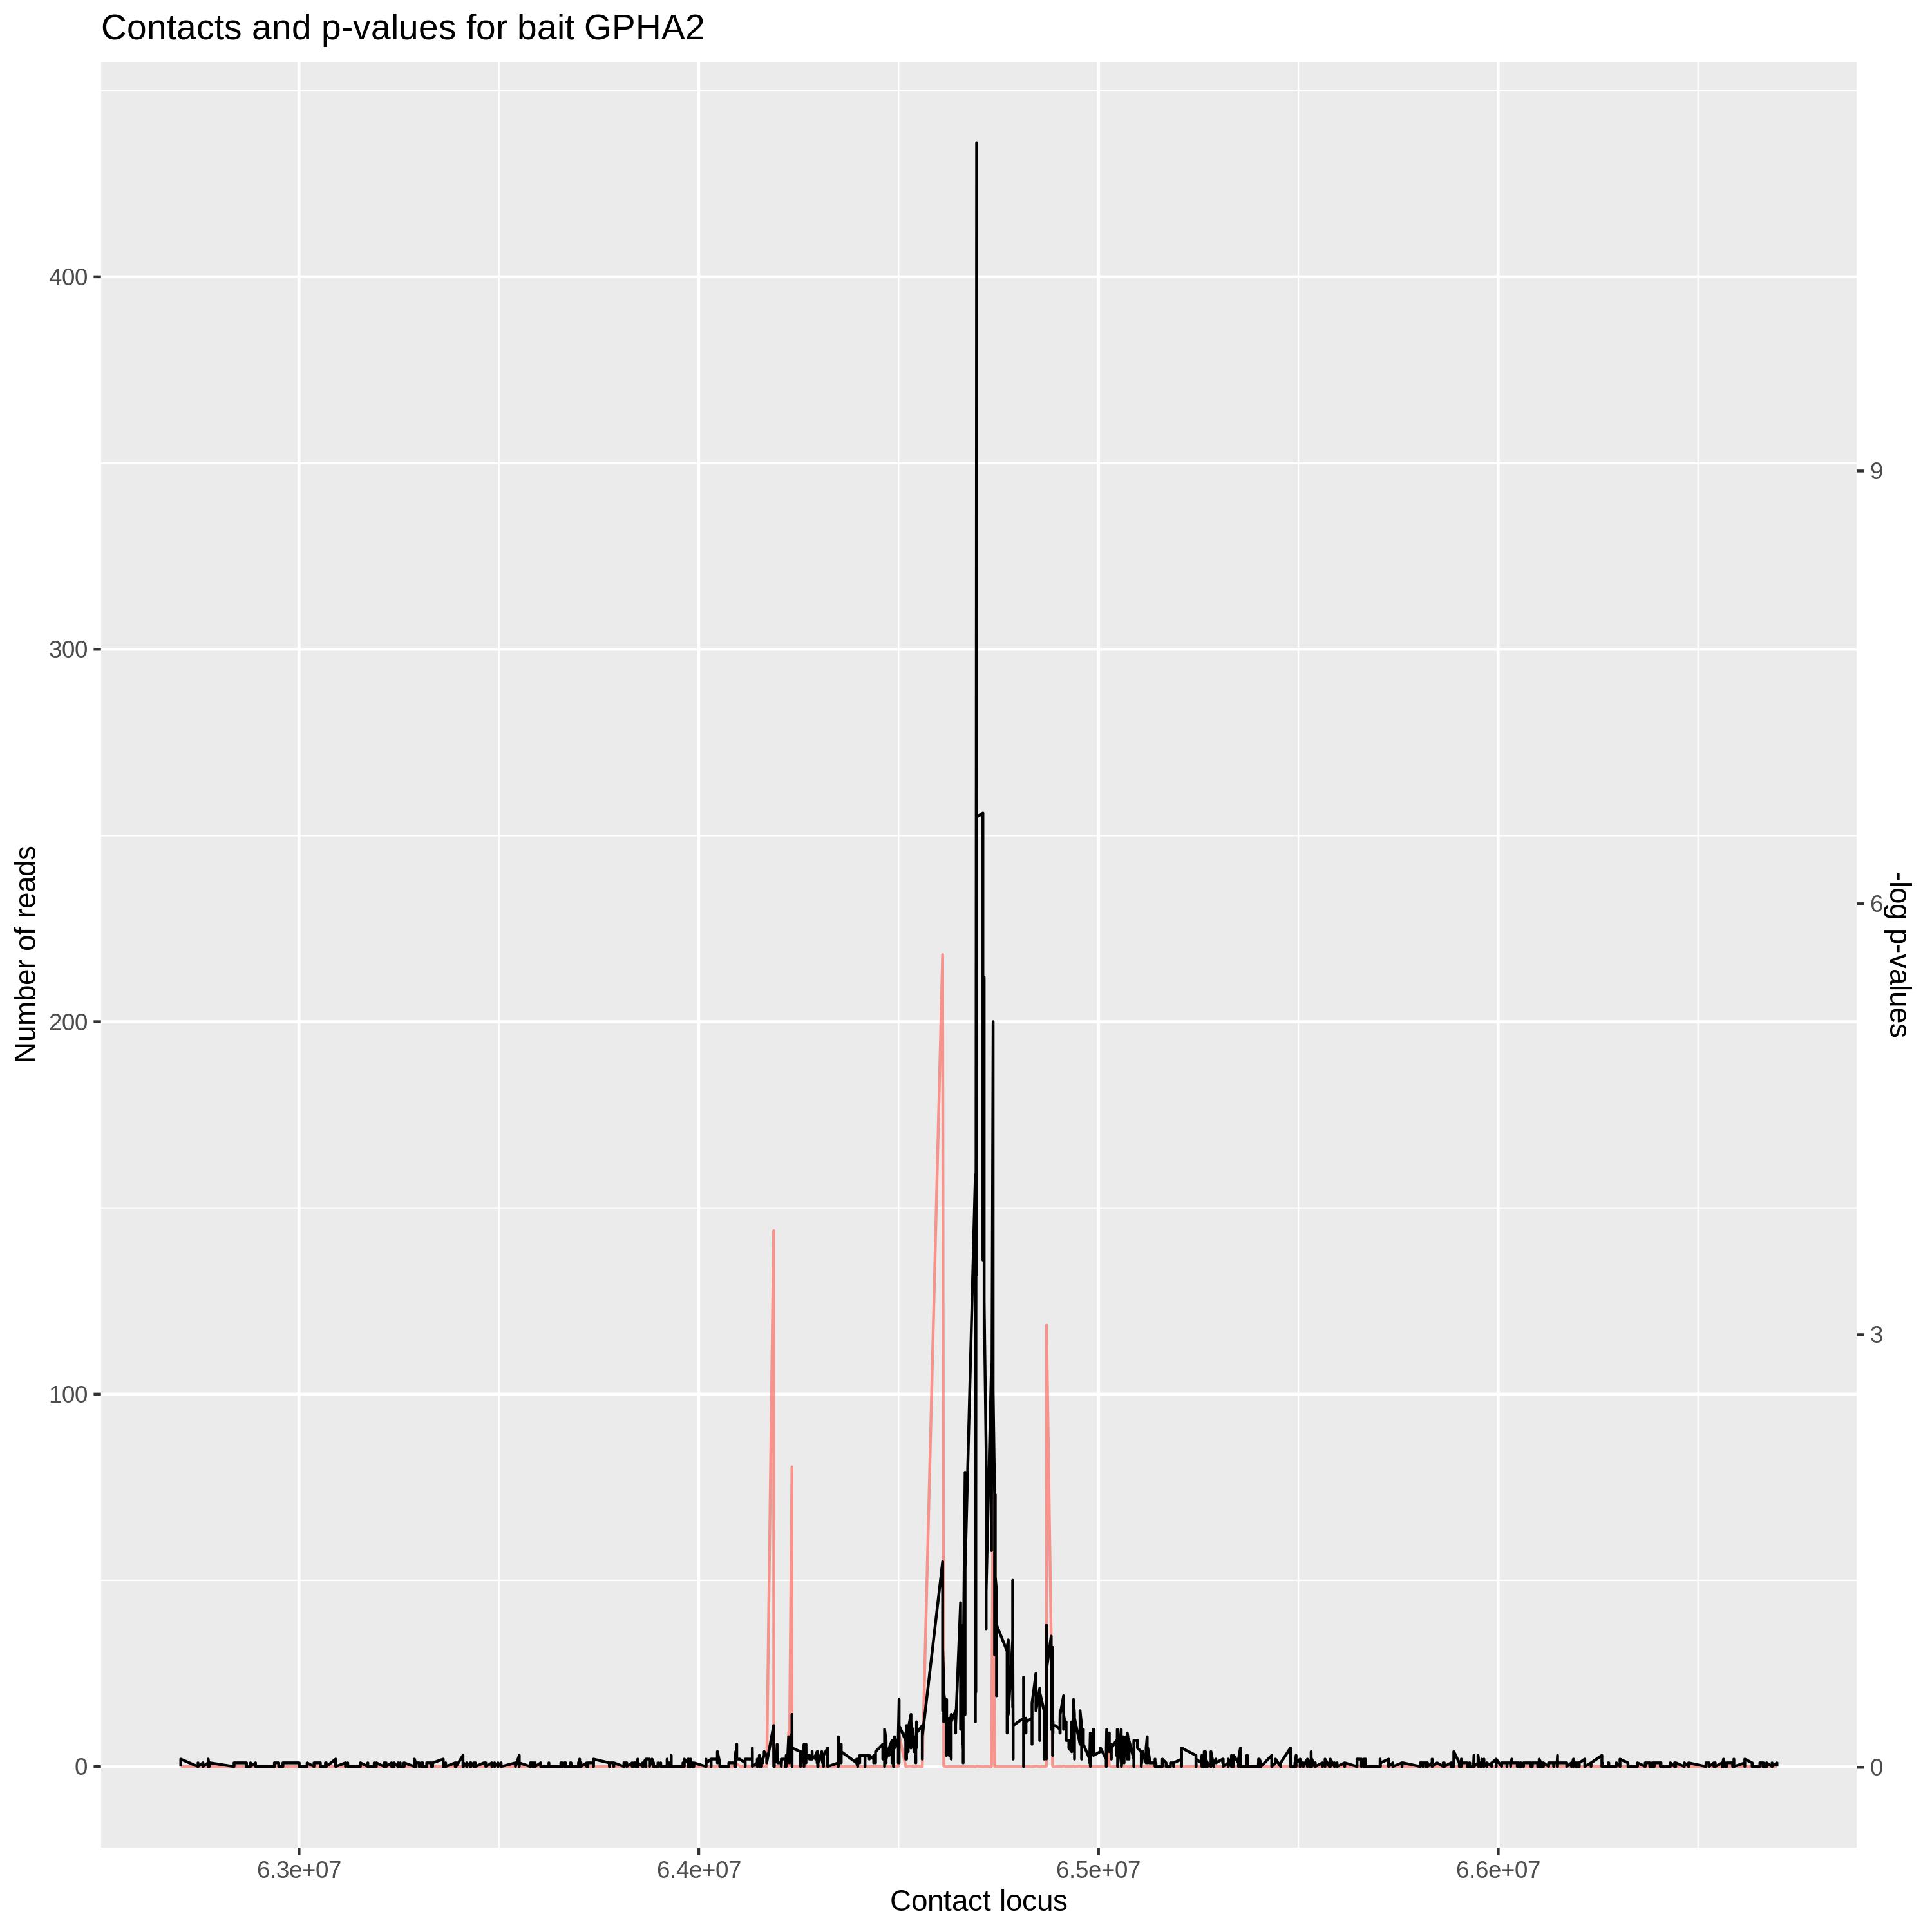 Contacts and p-values for bait GPHA2
400
300
200
100
0
Number of reads
9
6
3
0
-log p-values
6.3e+07
6.4e+07
6.5e+07
6.6e+07
Contact locus